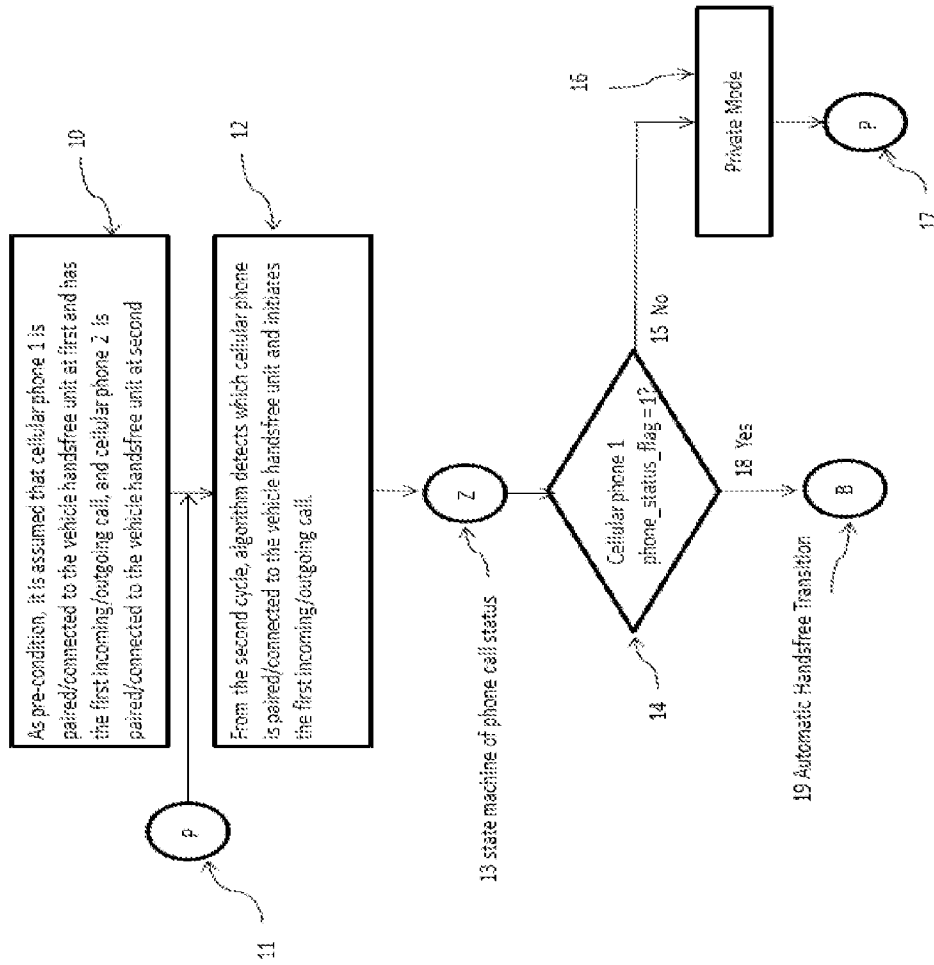 As pre-condition, it is assumed that cellular phone 1 is
paired/connected to the vehicle handsfree unit at first and has
the first incoming/outgoing call, and cellular phone 2 is
paired/connected to the vehicle handsfree unit at second
10
P
11
From the second cycle, algorithm detects which cellular phone
is paired/connected to the vehicle handsfree unit and initiates
the first incoming/outgoing call.
12
Z
13 state machine of phone call status
Cellular phone 1
phone_status_flag = 1?
14
15 No
Private Mode
16
P
17
18 Yes
B
19 Automatic Handsfree Transition